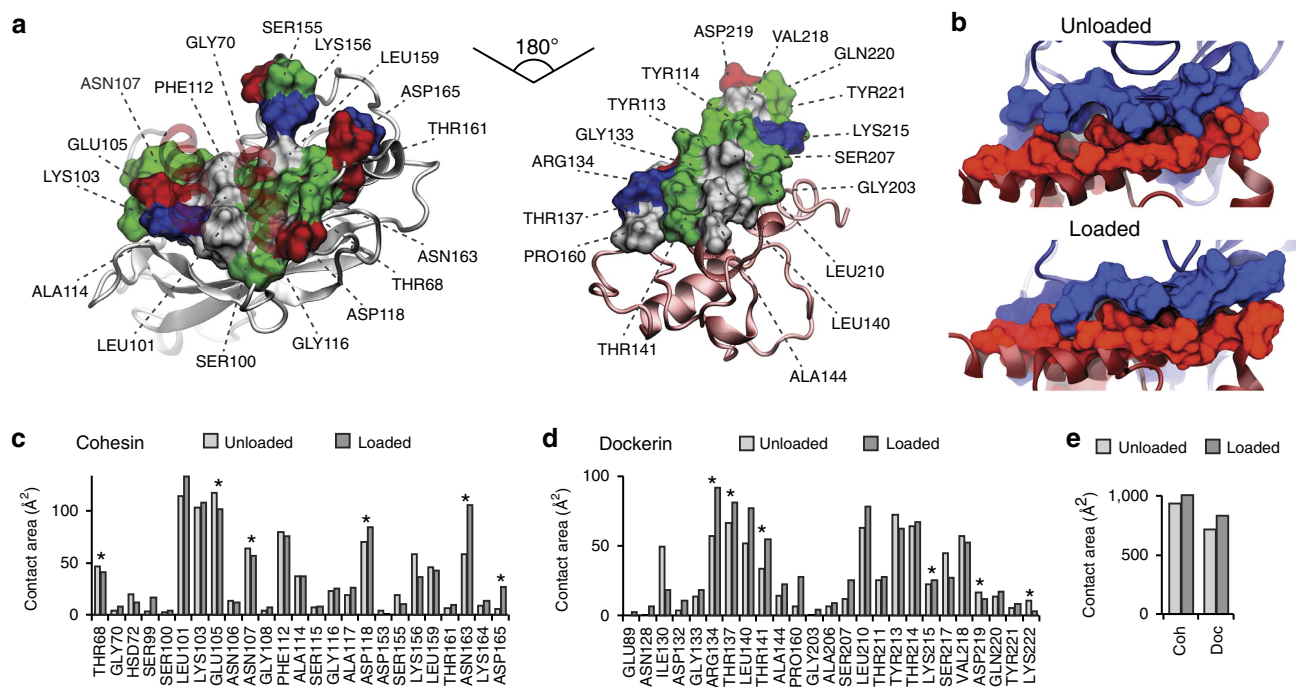 a
SER155
GLY70
LYS156
LEU159
ASN107
PHE112
ASP165
GLU105
THR161
LYS103
ASN163
ALA114
THR68
ASP118
LEU101
GLY116
SER100
180°
ASP219
VAL218
GLN220
TYR114
TYR221
TYR113
GLY133
LYS215
ARG134
SER207
GLY203
THR137
PRO160
LEU210
LEU140
THR141
ALA144
b
Unloaded
Loaded
c Cohesin Unloaded Loaded
Contact area (Å²)
100
50
0
* * * * * *
THR68 GLY70 HSD72 SER99 SER100 LEU101 LYS103 GLU105 ASN106 ASN107 GLY108 PHE112 ALA114 SER115 GLY116 ALA117 ASP118 ASP153 SER155 LYS156 LEU159 THR161 ASN163 LYS164 ASP165
d Dockerin Unloaded Loaded
Contact area (Å²)
100
50
0
* * * * * *
GLU89 ASN128 ILE130 ASP132 GLY133 ARG134 THR137 LEU140 THR141 ALA144 PRO160 GLY203 ALA206 SER207 LEU210 THR211 TYR213 THR214 LYS215 SER217 VAL218 ASP219 GLN220 TYR221 LYS222
e Unloaded Loaded
Contact area (Å²)
1,000
500
0
Coh Doc